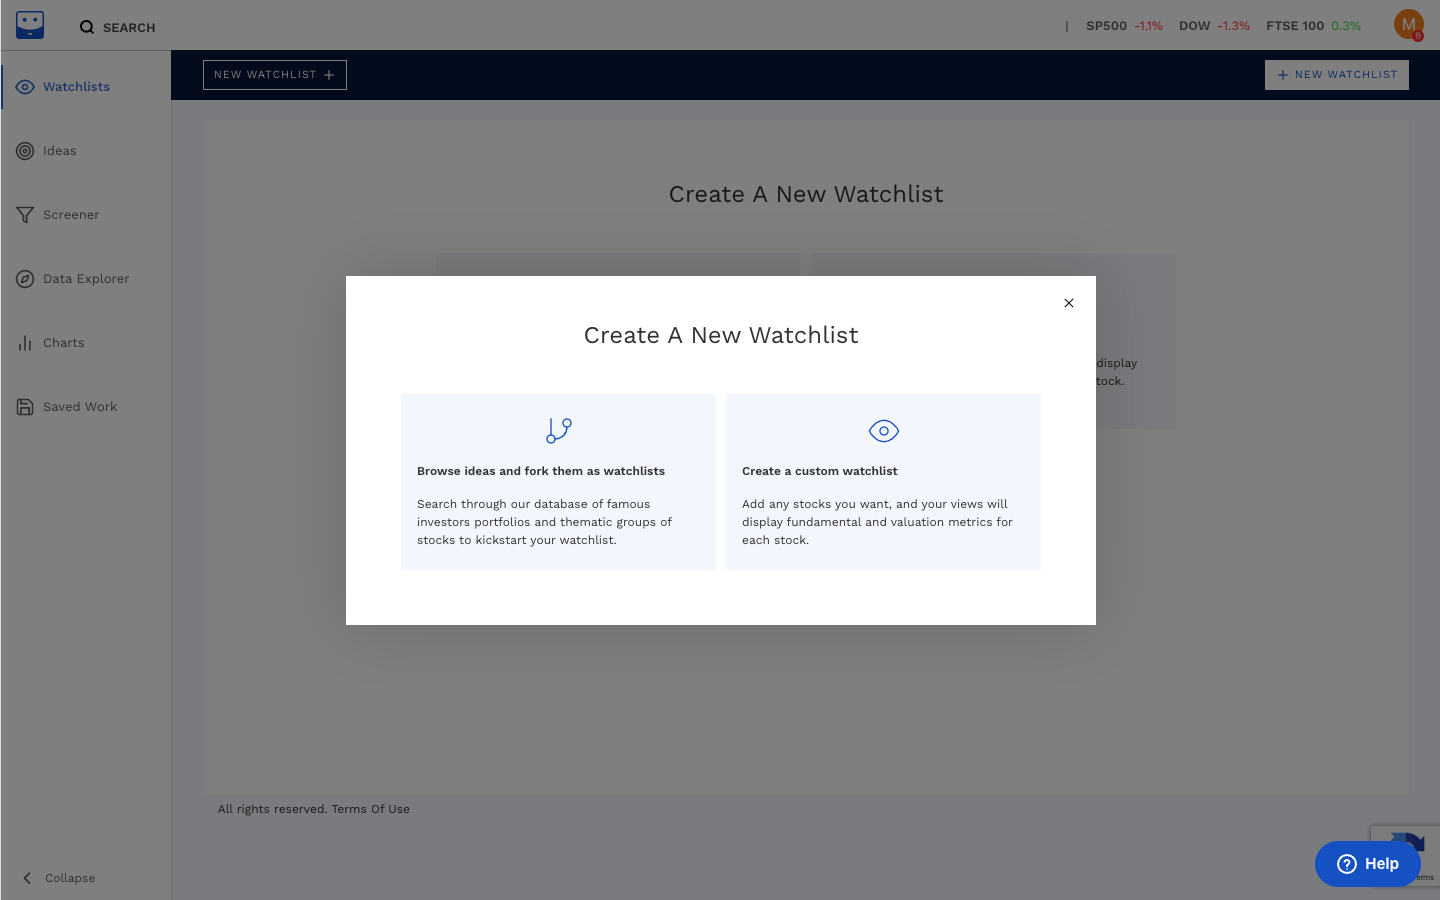 SEARCH
| SP500 -1.1% DOW -1.3% FTSE 100 0.3%
M
9
Watchlists
Ideas
Screener
Data Explorer
Charts
Saved Work
Collapse
NEW WATCHLIST +
+ NEW WATCHLIST
Create A New Watchlist
display
tock.
Create A New Watchlist
Browse ideas and fork them as watchlists
Search through our database of famous
investors portfolios and thematic groups of
stocks to kickstart your watchlist.
Create a custom watchlist
Add any stocks you want, and your views will
display fundamental and valuation metrics for
each stock.
All rights reserved. Terms Of Use
Help
erms